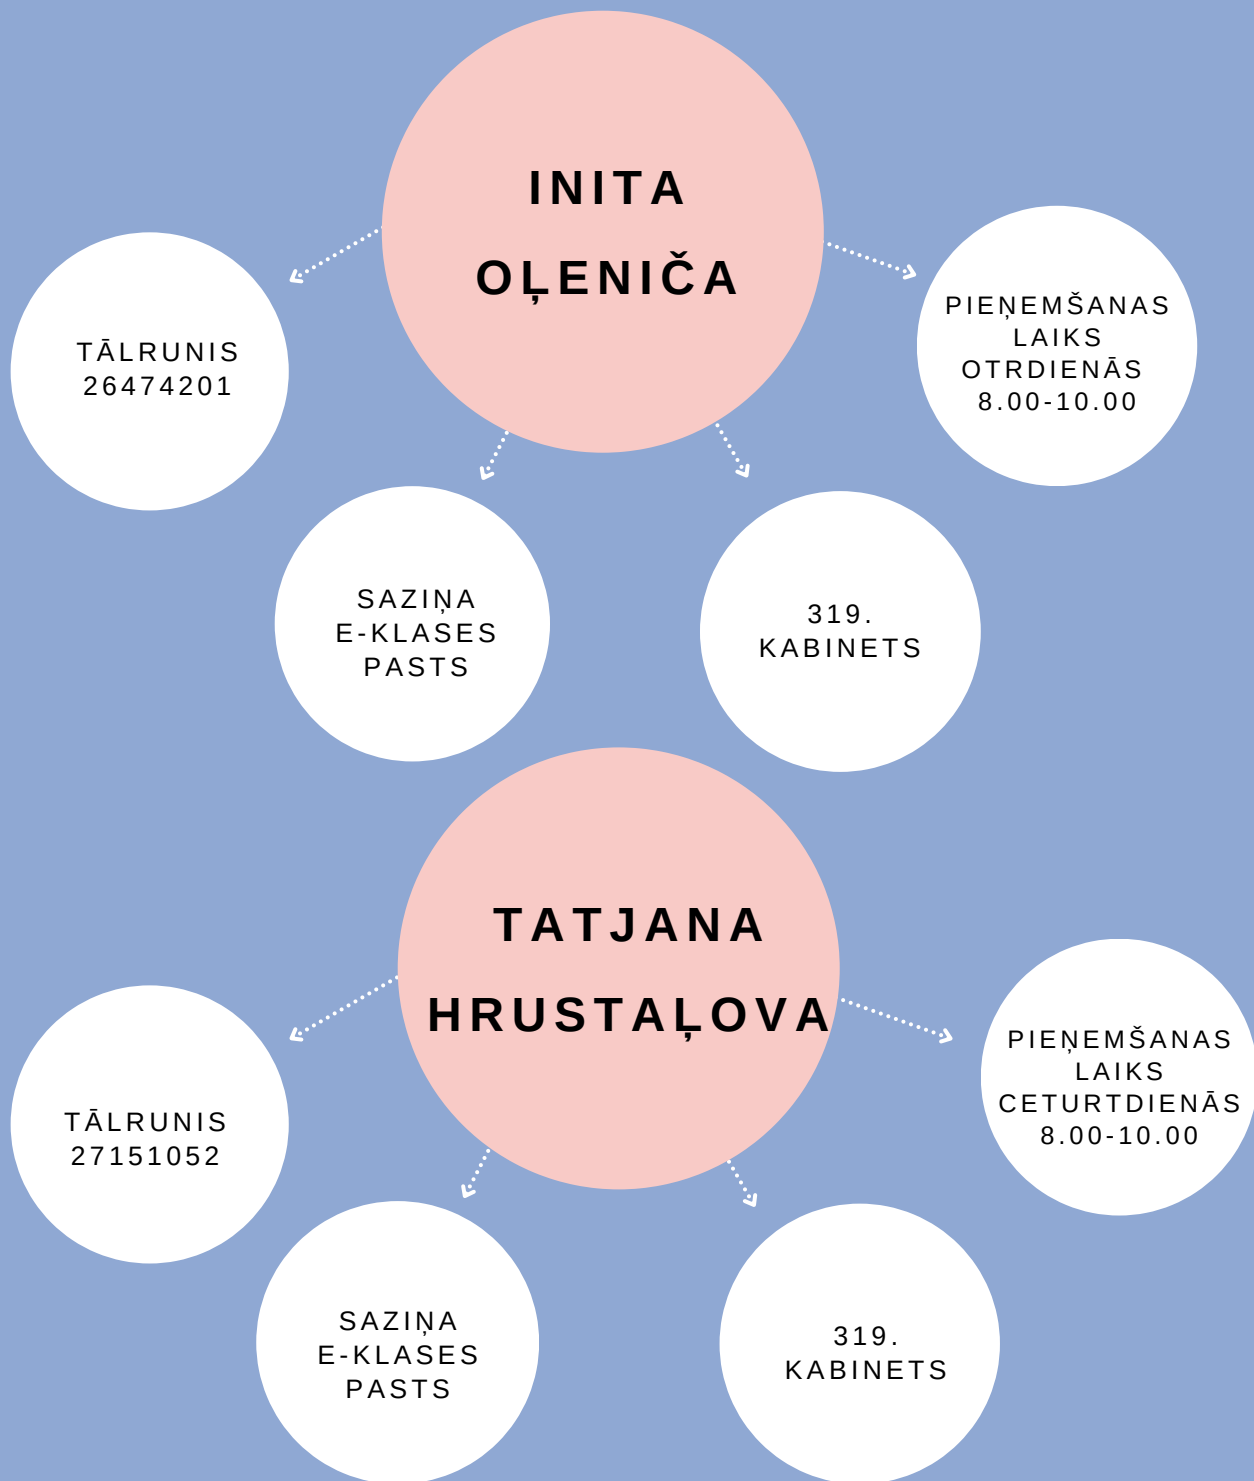 INITA
OĻENIČA
TĀLRUNIS
26474201
PIEŅEMŠANAS
LAIKS
OTRDIENĀS
8.00-10.00
SAZIŅA
E-KLASES
PASTS
319.
KABINETS
TATJANA
HRUSTAĻOVA
TĀLRUNIS
27151052
PIEŅEMŠANAS
LAIKS
CETURTDIENĀS
8.00-10.00
SAZIŅA
E-KLASES
PASTS
319.
KABINETS